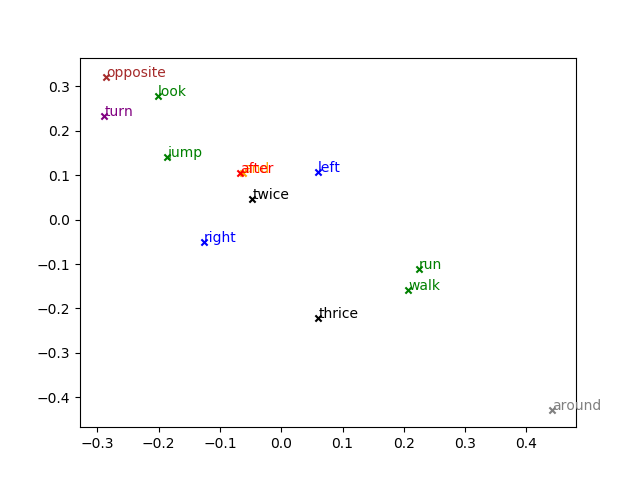 opposite
look
turn
jump
after
left
twice
right
run
walk
thrice
around
0.3
0.2
0.1
0.0
−0.1
−0.2
−0.3
−0.4
−0.3 −0.2 −0.1 0.0 0.1 0.2 0.3 0.4